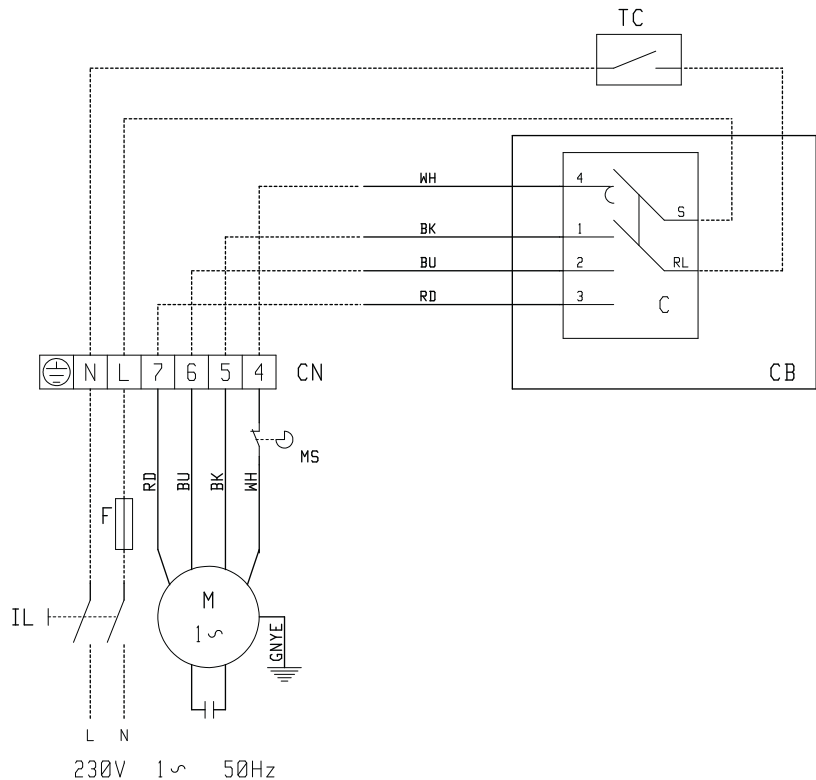 TC
WH
4
S
BK
1
BU
2
RL
RD
3
C
N L 7 6 5 4 CN
CB
MS
RD BU BK WH
F
M
1~
IL
GNYE
L N
230V 1~ 50Hz